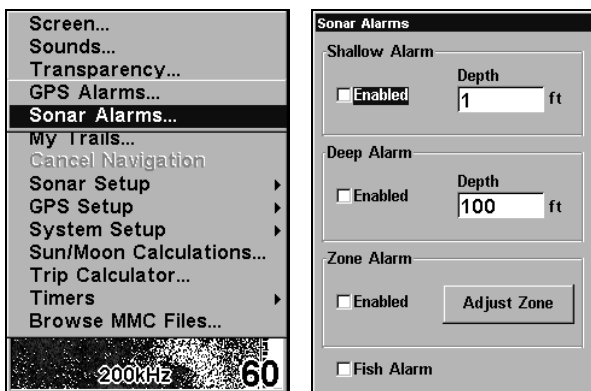 Screen...
Sounds...
Transparency...
GPS Alarms...
Sonar Alarms...
My Trails...
Cancel Navigation
Sonar Setup
GPS Setup
System Setup
Sun/Moon Calculations...
Trip Calculator...
Timers
Browse MMC Files...
200kHz
60
Sonar Alarms
Shallow Alarm
Depth
Enabled
1 ft
Deep Alarm
Depth
Enabled
100 ft
Zone Alarm
Enabled
Adjust Zone
Fish Alarm